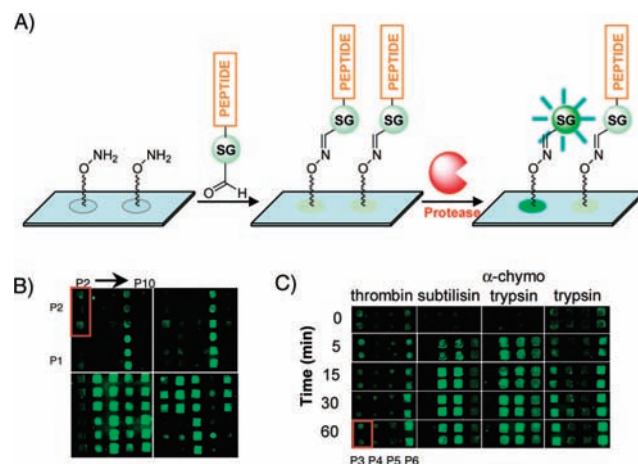 A)
PEPTIDE
SG
O
H
NH2
O
NH2
O
PEPTIDE
SG
N
O
PEPTIDE
SG
N
O
Protease
SG
N
O
PEPTIDE
SG
N
O
B)
P2
P10
P2
P1
C)
α-chymo
thrombin subtilisin trypsin trypsin
Time (min)
0
5
15
30
60
P3 P4 P5 P6